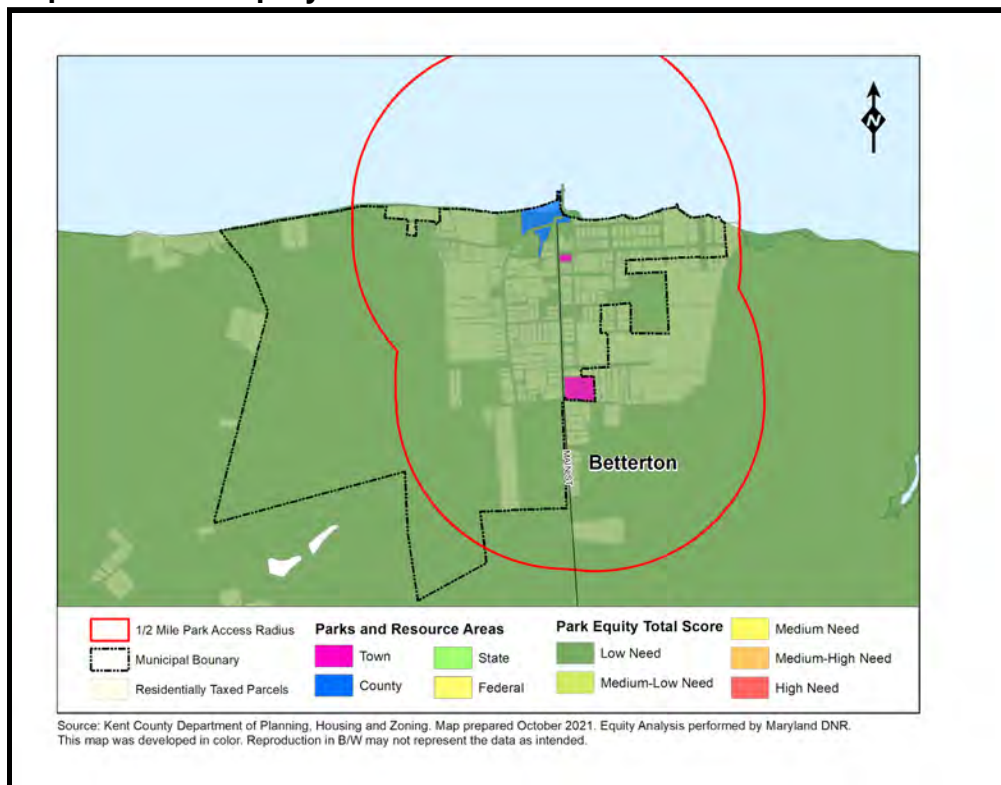 N
MAIN ST
Betterton
1/2 Mile Park Access Radius
Municipal Bounary
Residentially Taxed Parcels
Parks and Resource Areas
Town
State
County
Federal
Park Equity Total Score
Low Need
Medium-Low Need
Medium Need
Medium-High Need
High Need
Source: Kent County Department of Planning, Housing and Zoning. Map prepared October 2021. Equity Analysis performed by Maryland DNR.
This map was developed in color. Reproduction in B/W may not represent the data as intended.